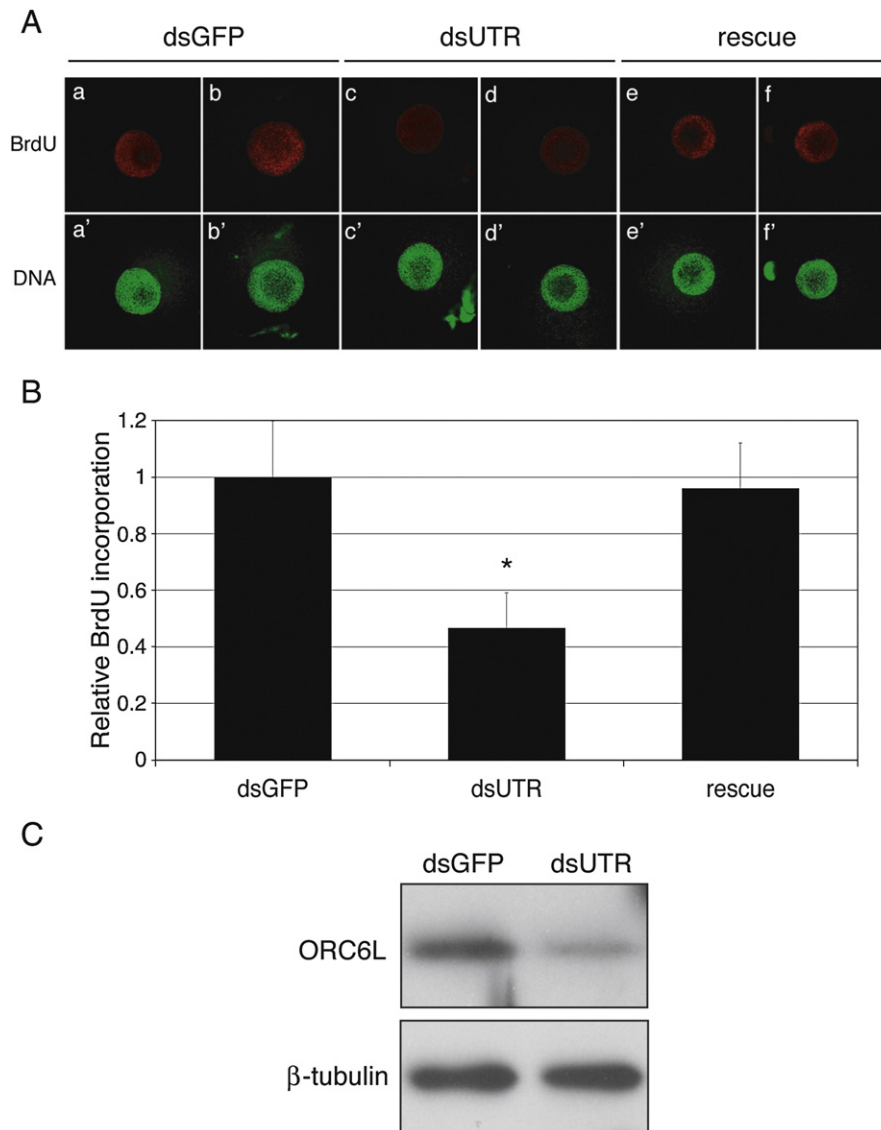 A
dsGFP dsUTR rescue
a b c d e f
BrdU
a' b' c' d' e' f'
DNA
B
1.2
1
0.8
0.6
0.4
0.2
0
Relative BrdU incorporation
*
dsGFP dsUTR rescue
C
dsGFP dsUTR
ORC6L
β-tubulin